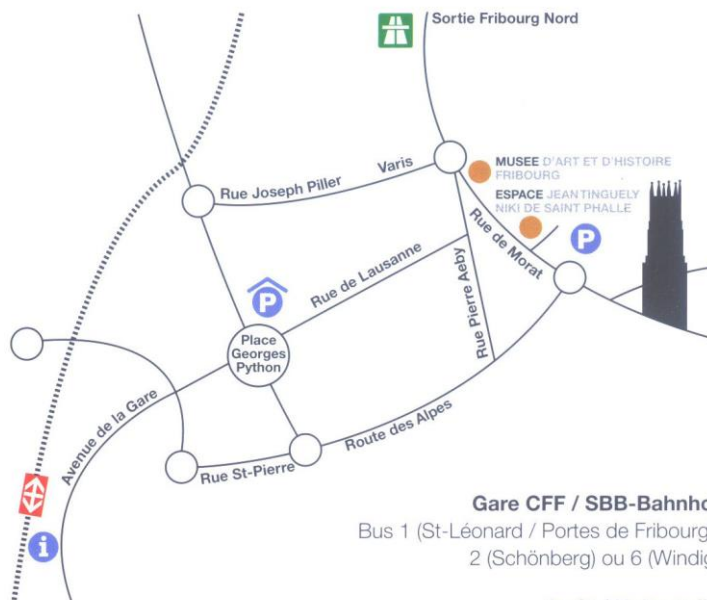 Sortie Fribourg Nord
MUSEE D'ART ET D'HISTOIRE
FRIBOURG
ESPACE JEAN TINGUELY
NIKI DE SAINT PHALLE
Varis
Rue Joseph Piller
Rue de Morat
P
Rue de Lausanne
Rue Pierre Aeby
P
Place
Georges
Python
Avenue de la Gare
Route des Alpes
Rue St-Pierre
i
Gare CFF / SBB-Bahnho
Bus 1 (St-Léonard / Portes de Fribourg
2 (Schönberg) ou 6 (Windig